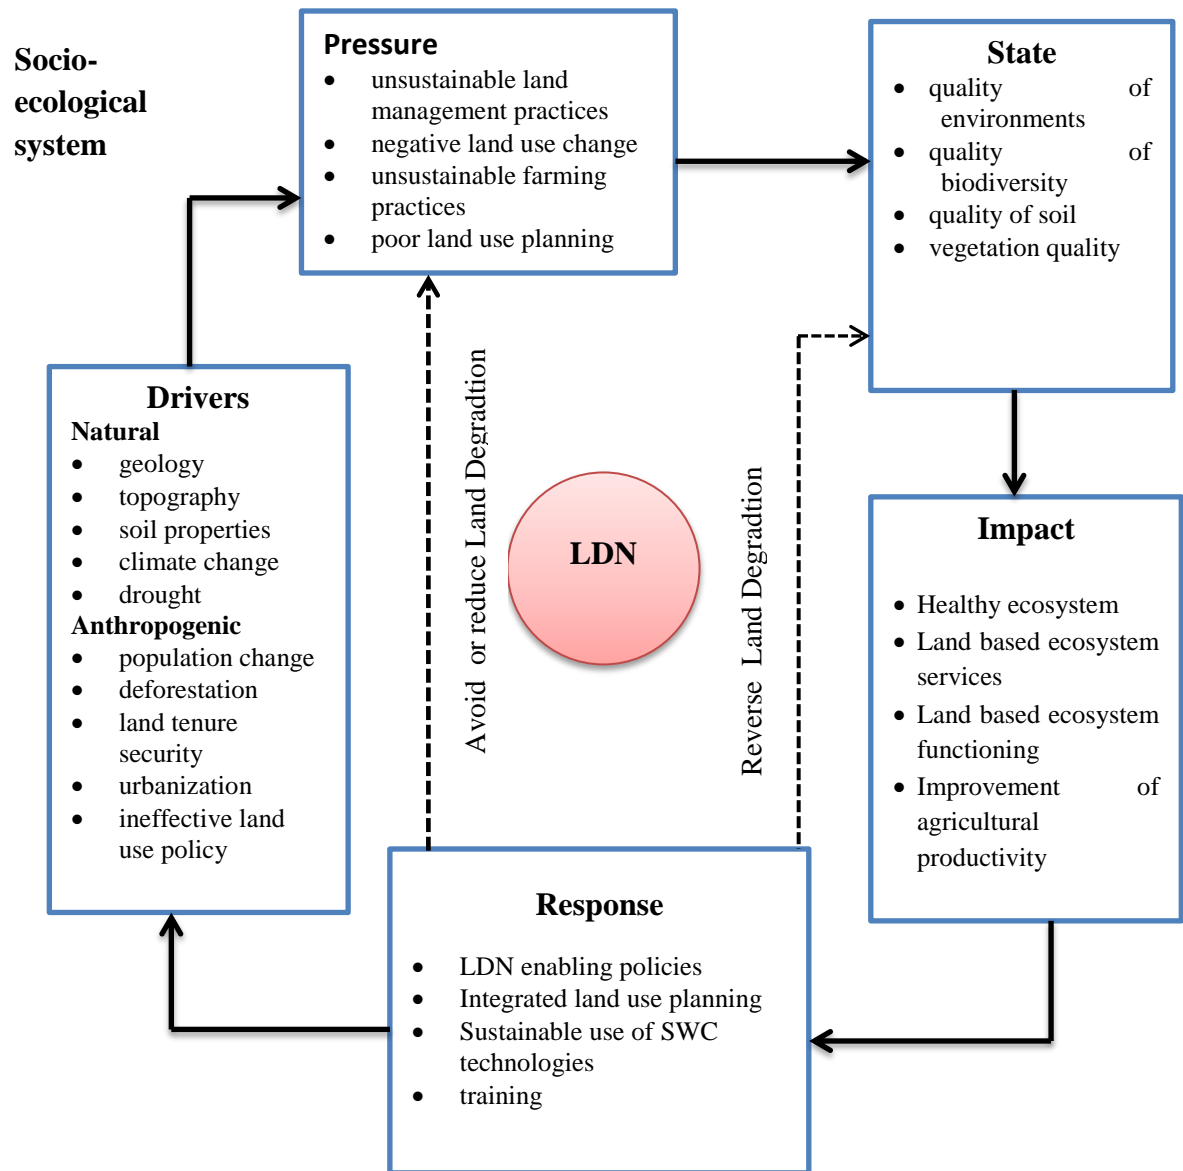 Socio-
ecological
system
Pressure
• unsustainable land
management practices
• negative land use change
• unsustainable farming
practices
• poor land use planning
State
• quality of
environments
• quality of
biodiversity
• quality of soil
• vegetation quality
Drivers
Natural
• geology
• topography
• soil properties
• climate change
• drought
Anthropogenic
• population change
• deforestation
• land tenure
security
• urbanization
• ineffective land
use policy
Avoid or reduce Land Degradtion
LDN
Reverse Land Degradtion
Impact
• Healthy ecosystem
• Land based ecosystem
services
• Land based ecosystem
functioning
• Improvement of
agricultural
productivity
Response
• LDN enabling policies
• Integrated land use planning
• Sustainable use of SWC
technologies
• training